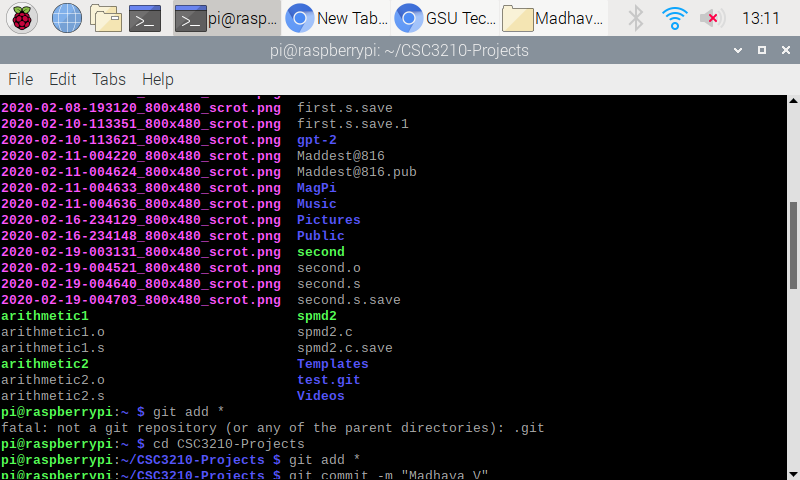 pi@raspb... New Tab... GSU Tec... Madhava... 13:11
pi@raspberrypi: ~/CSC3210-Projects
File Edit Tabs Help
2020-02-08-193120_800x480_scrot.png first.s.save
2020-02-10-113351_800x480_scrot.png first.s.save.1
2020-02-10-113621_800x480_scrot.png gpt-2
2020-02-11-004220_800x480_scrot.png Maddest@816
2020-02-11-004624_800x480_scrot.png Maddest@816.pub
2020-02-11-004633_800x480_scrot.png MagPi
2020-02-11-004636_800x480_scrot.png Music
2020-02-16-234129_800x480_scrot.png Pictures
2020-02-16-234148_800x480_scrot.png Public
2020-02-19-003131_800x480_scrot.png second
2020-02-19-004521_800x480_scrot.png second.o
2020-02-19-004640_800x480_scrot.png second.s
2020-02-19-004703_800x480_scrot.png second.s.save
arithmetic1 spmd2
arithmetic1.o spmd2.c
arithmetic1.s spmd2.c.save
arithmetic2 Templates
arithmetic2.o test.git
arithmetic2.s Videos
pi@raspberrypi:~ $ git add *
fatal: not a git repository (or any of the parent directories): .git
pi@raspberrypi:~ $ cd CSC3210-Projects
pi@raspberrypi:~/CSC3210-Projects $ git add *
pi@raspberrypi:~/CSC3210-Projects $ git commit -m "Madhava V"